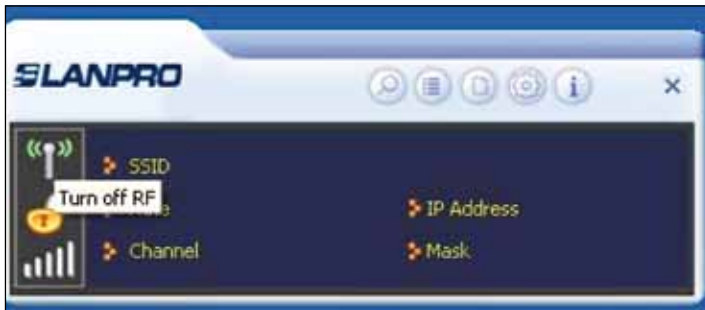 LANPRO
SSID
Turn off RF
IP Address
Channel
Mask